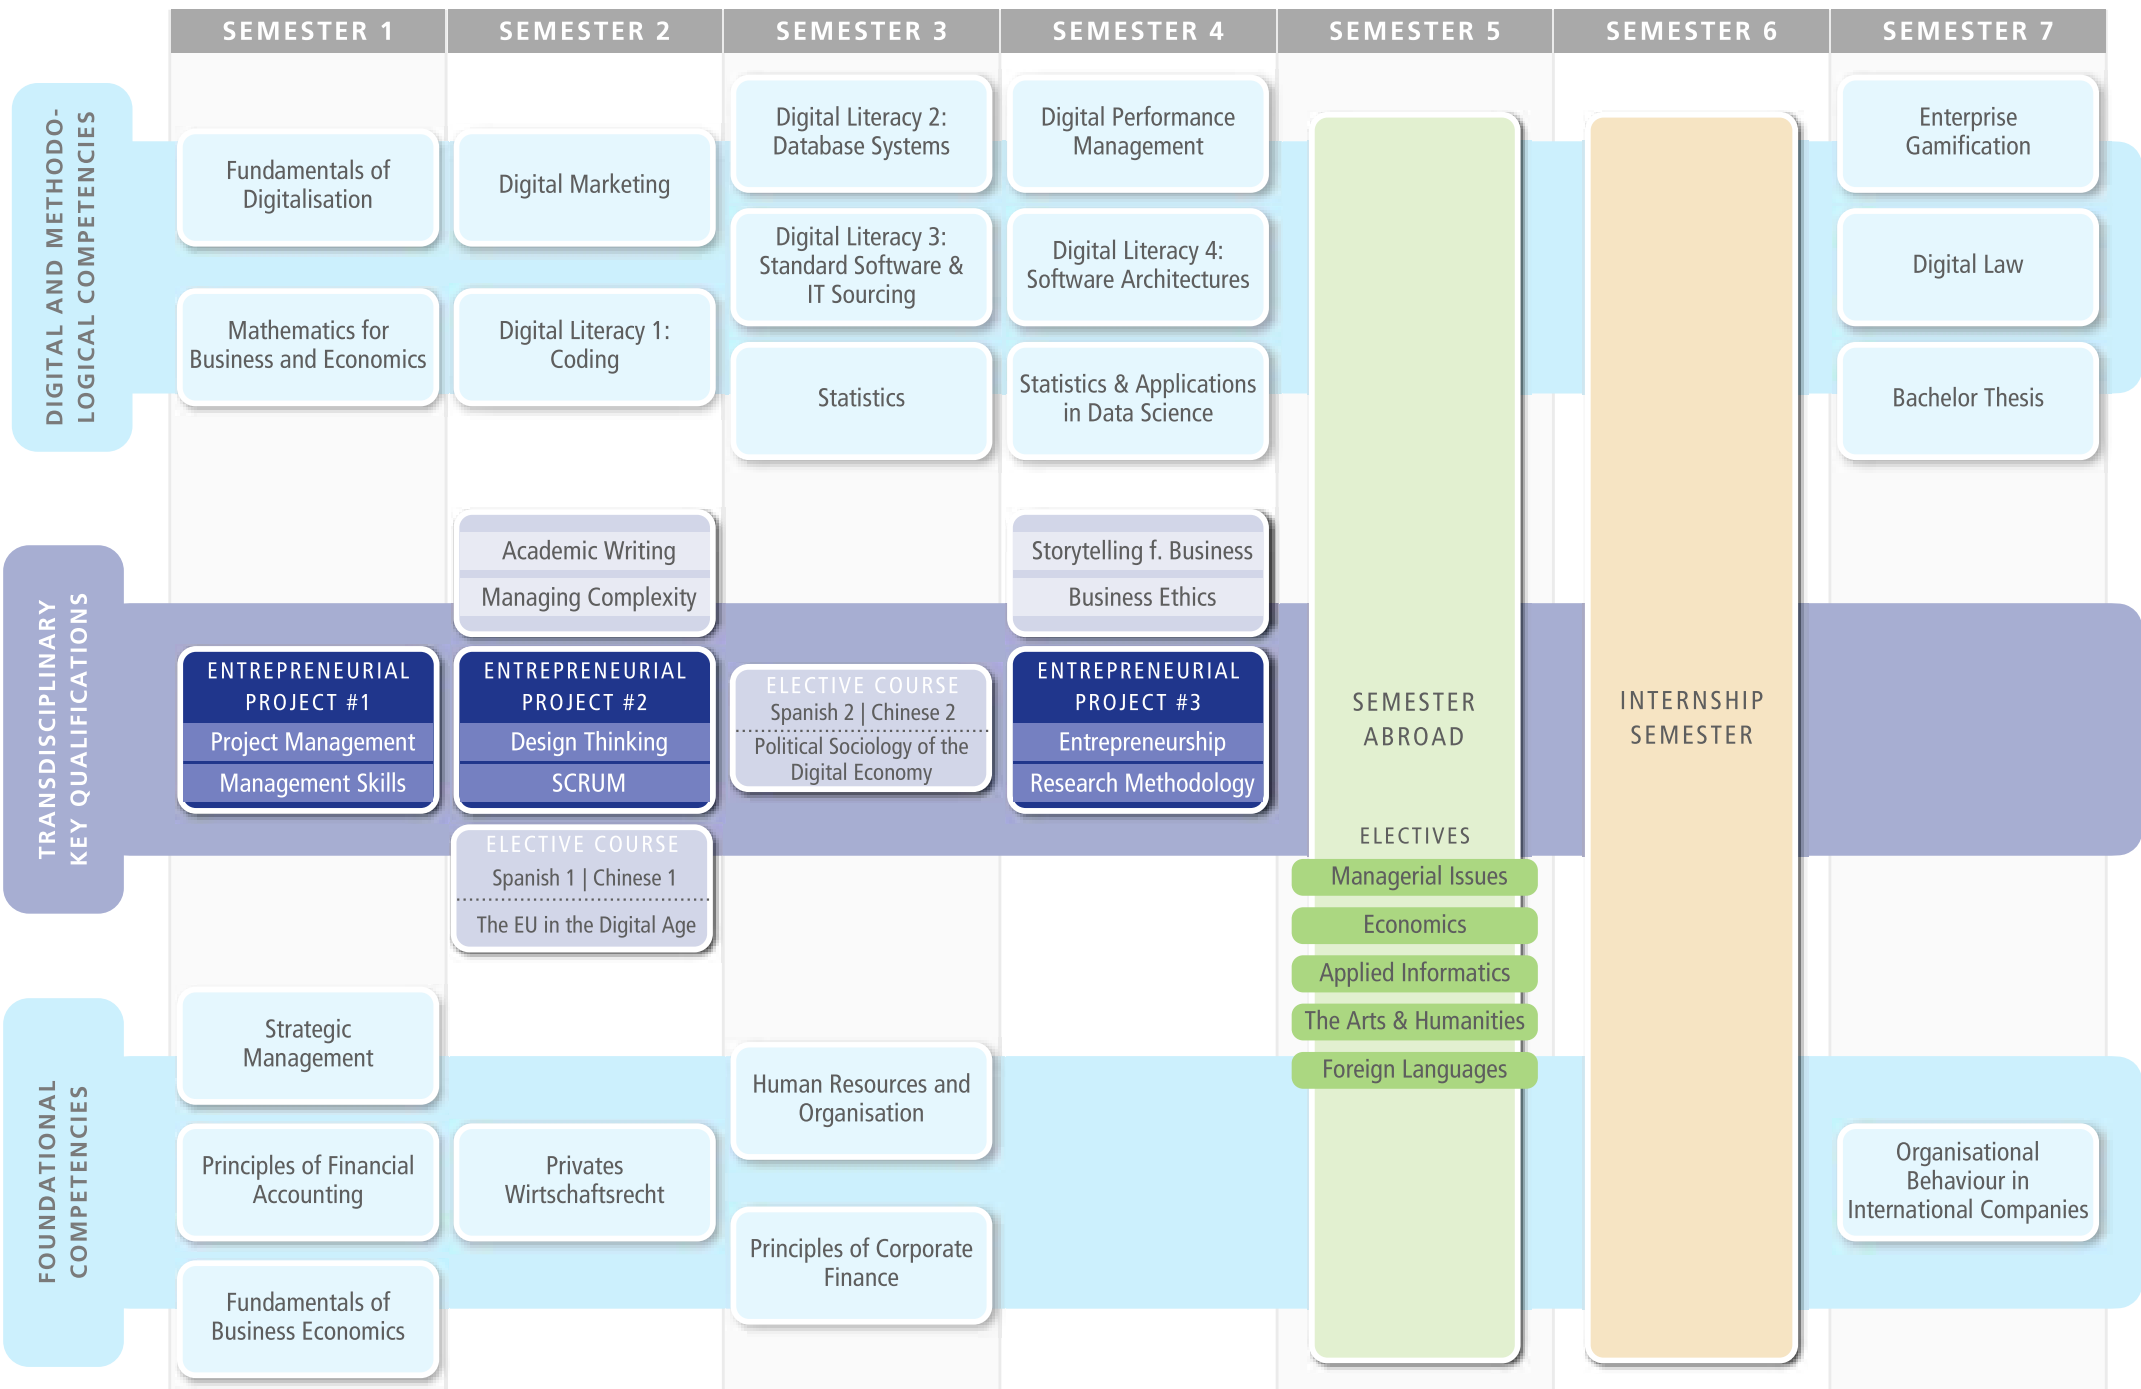 SEMESTER 1
SEMESTER 2
SEMESTER 3
SEMESTER 4
SEMESTER 5
SEMESTER 6
SEMESTER 7
DIGITAL AND METHODO-
LOGICAL COMPETENCIES
Fundamentals of
Digitalisation
Mathematics for
Business and Economics
Digital Marketing
Digital Literacy 1:
Coding
Digital Literacy 2:
Database Systems
Digital Literacy 3:
Standard Software &
IT Sourcing
Statistics
Digital Performance
Management
Digital Literacy 4:
Software Architectures
Statistics & Applications
in Data Science
Enterprise
Gamification
Digital Law
Bachelor Thesis
TRANSDISCIPLINARY
KEY QUALIFICATIONS
ENTREPRENEURIAL
PROJECT #1
Project Management
Management Skills
Academic Writing
Managing Complexity
ENTREPRENEURIAL
PROJECT #2
Design Thinking
SCRUM
ELECTIVE COURSE
Spanish 1 | Chinese 1
The EU in the Digital Age
ELECTIVE COURSE
Spanish 2 | Chinese 2
Political Sociology of the
Digital Economy
Storytelling f. Business
Business Ethics
ENTREPRENEURIAL
PROJECT #3
Entrepreneurship
Research Methodology
SEMESTER
ABROAD
ELECTIVES
Managerial Issues
Economics
Applied Informatics
The Arts & Humanities
Foreign Languages
INTERNSHIP
SEMESTER
FOUNDATIONAL
COMPETENCIES
Strategic
Management
Principles of Financial
Accounting
Fundamentals of
Business Economics
Privates
Wirtschaftsrecht
Human Resources and
Organisation
Principles of Corporate
Finance
Organisational
Behaviour in
International Companies